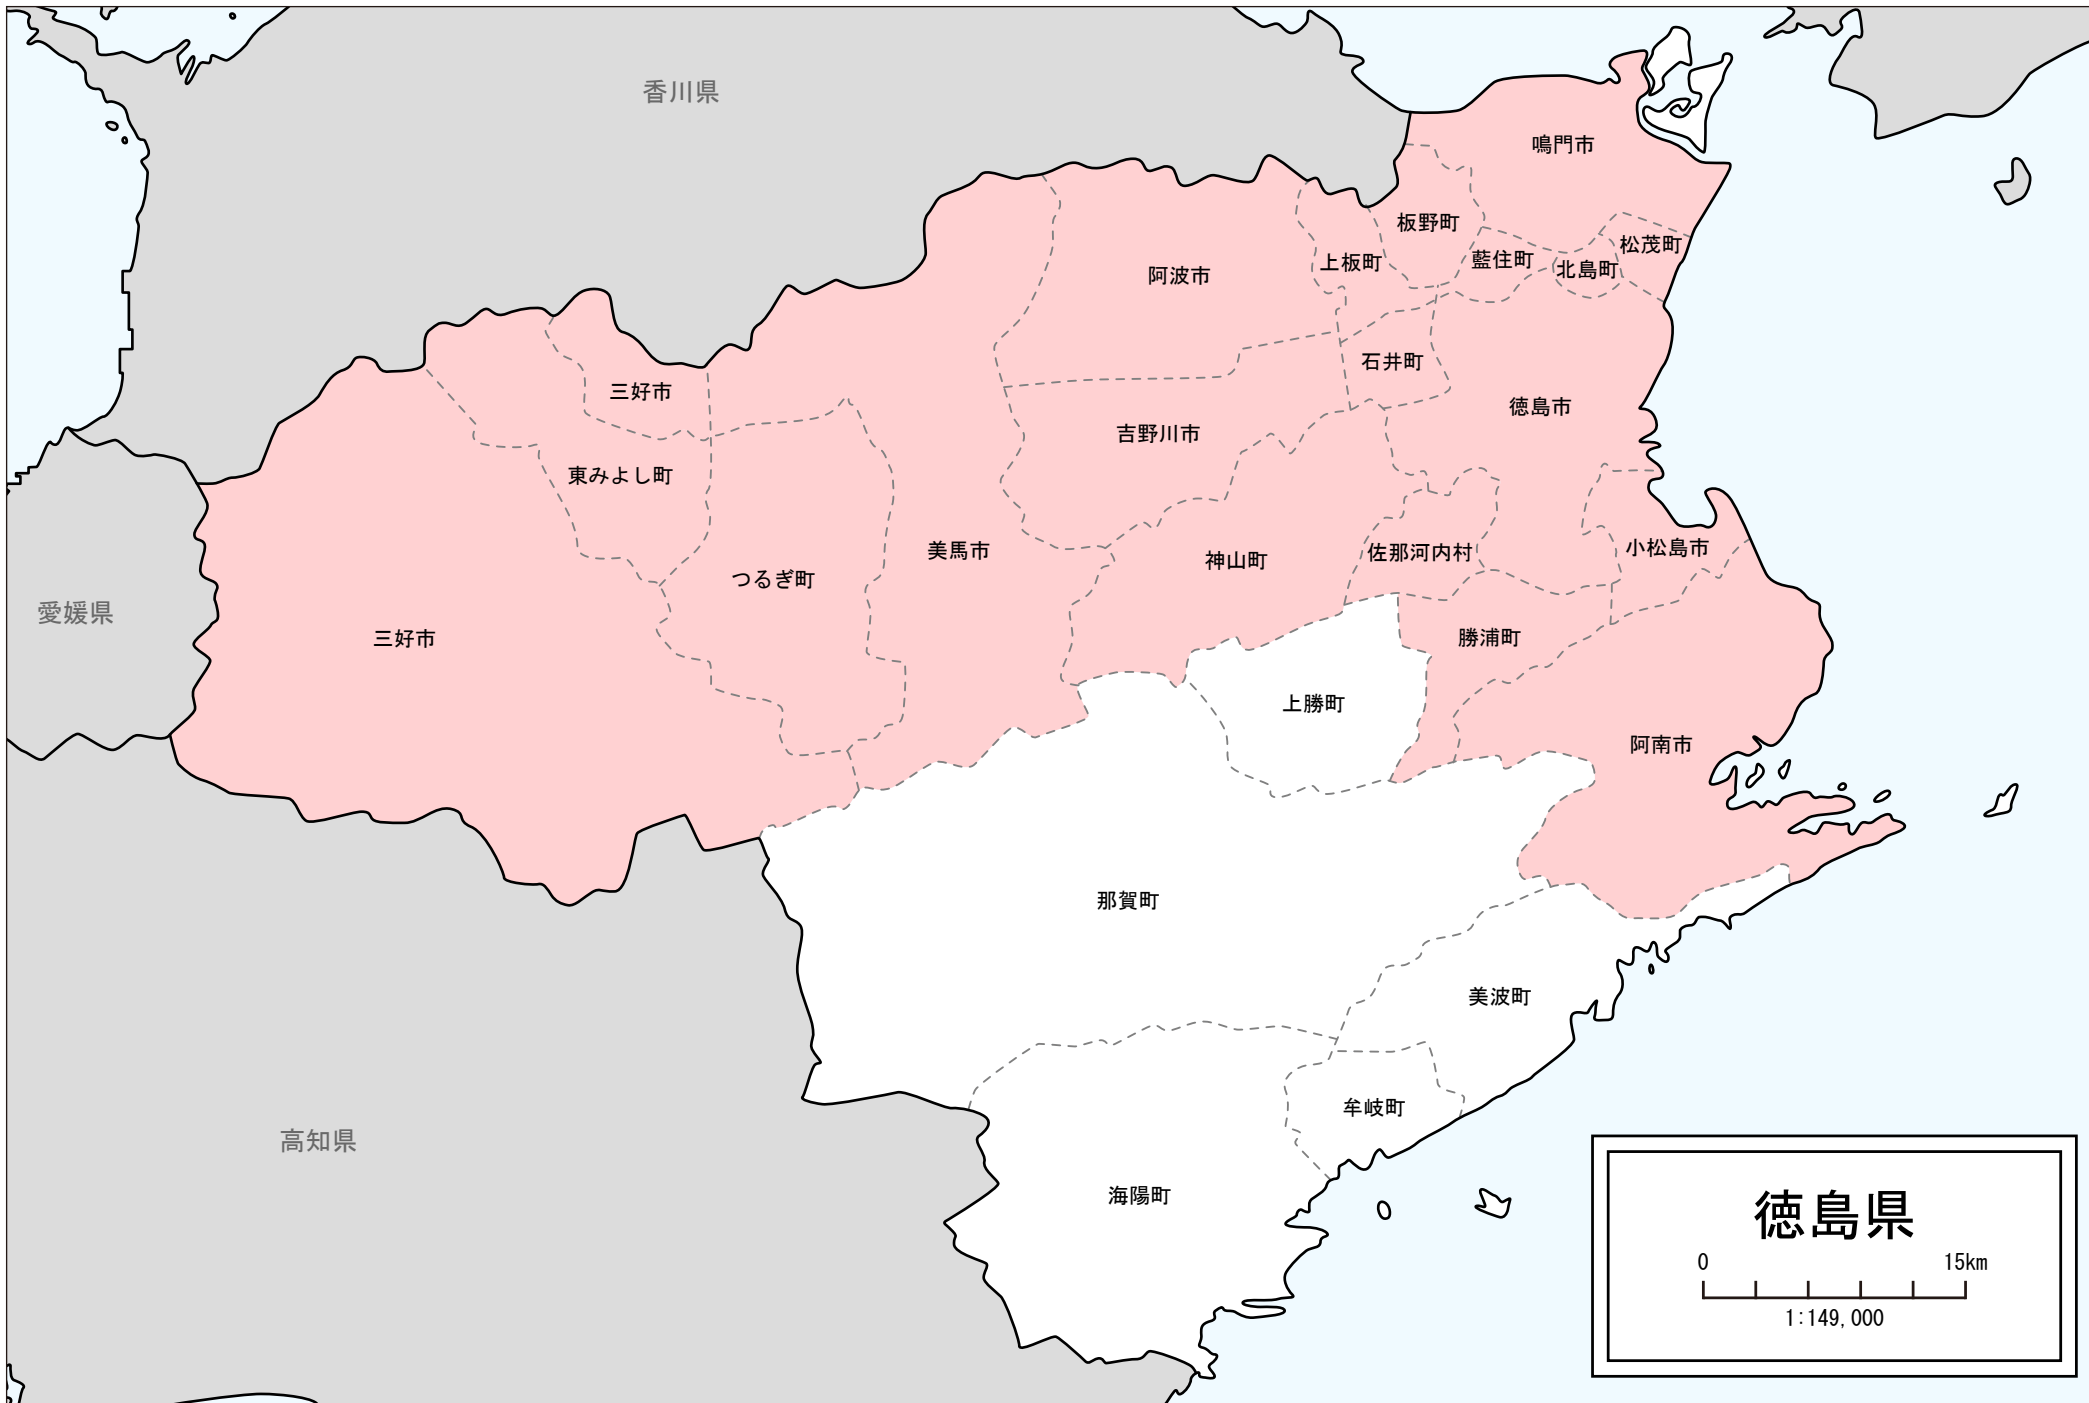 香川県
鳴門市
板野町
松茂町
上板町
藍住町
北島町
阿波市
石井町
三好市
徳島市
吉野川市
東みよし町
美馬市
佐那河内村
小松島市
神山町
つるぎ町
愛媛県
三好市
勝浦町
上勝町
阿南市
那賀町
美波町
牟岐町
高知県
海陽町
徳島県
0 15km
1:149,000